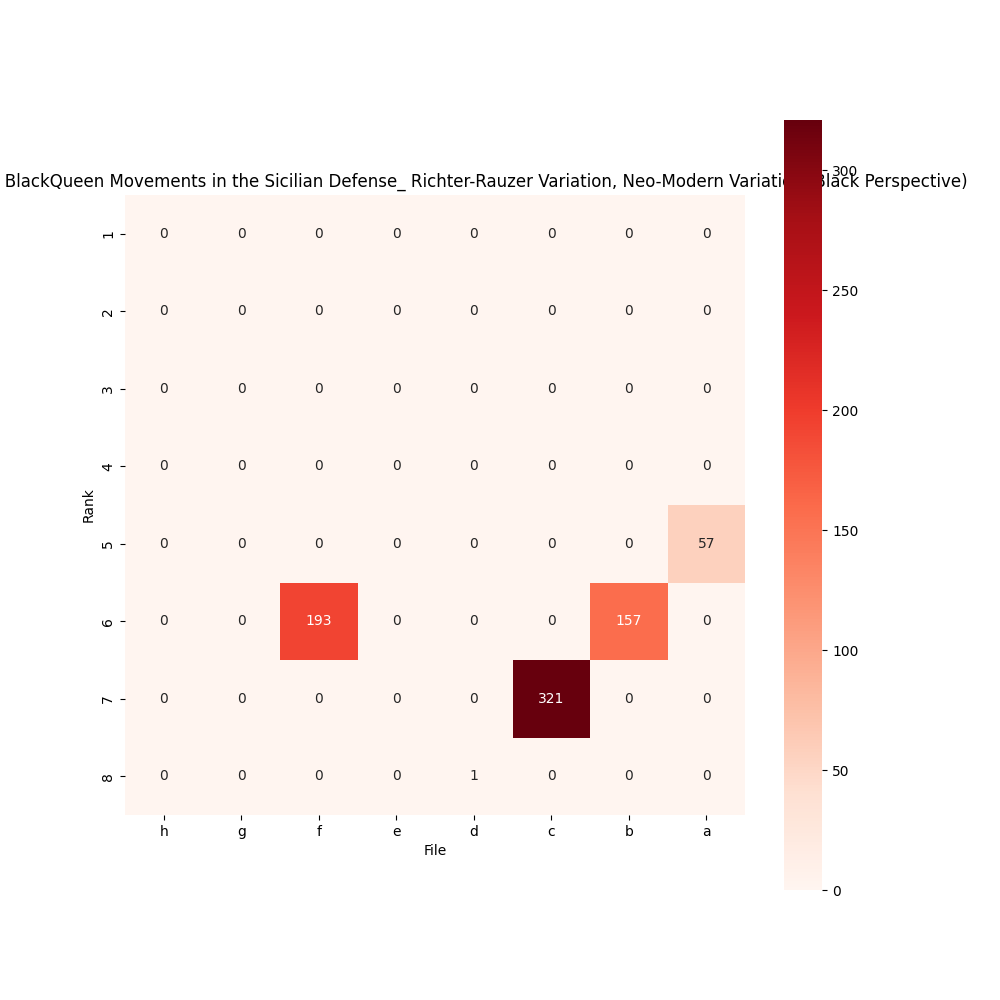 BlackQueen Movements in the Sicilian Defense_ Richter-Rauzer Variation, Neo-Modern Variatio Black Perspective)
300
1 0 0 0 0 0 0 0 0
250
2 0 0 0 0 0 0 0 0
3 0 0 0 0 0 0 0 0
200
4 0 0 0 0 0 0 0 0
Rank
150
5 0 0 0 0 0 0 0 57
6 0 0 193 0 0 0 157 0
100
7 0 0 0 0 0 321 0 0
50
8 0 0 0 0 1 0 0 0
h g f e d c b a
File
0